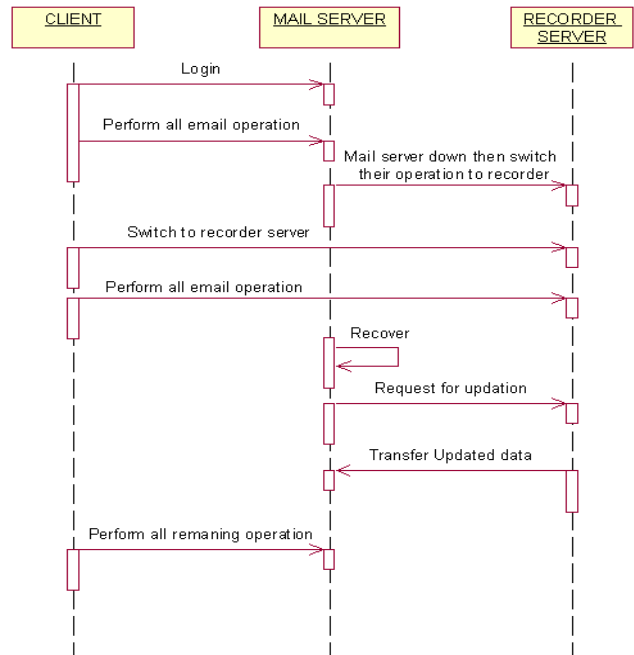 CLIENT
MAIL SERVER
RECORDER
SERVER
Login
Perform all email operation
Mail server down then switch
their operation to recorder
Switch to recorder server
Perform all email operation
Recover
Request for updation
Transfer Updated data
Perform all remaning operation